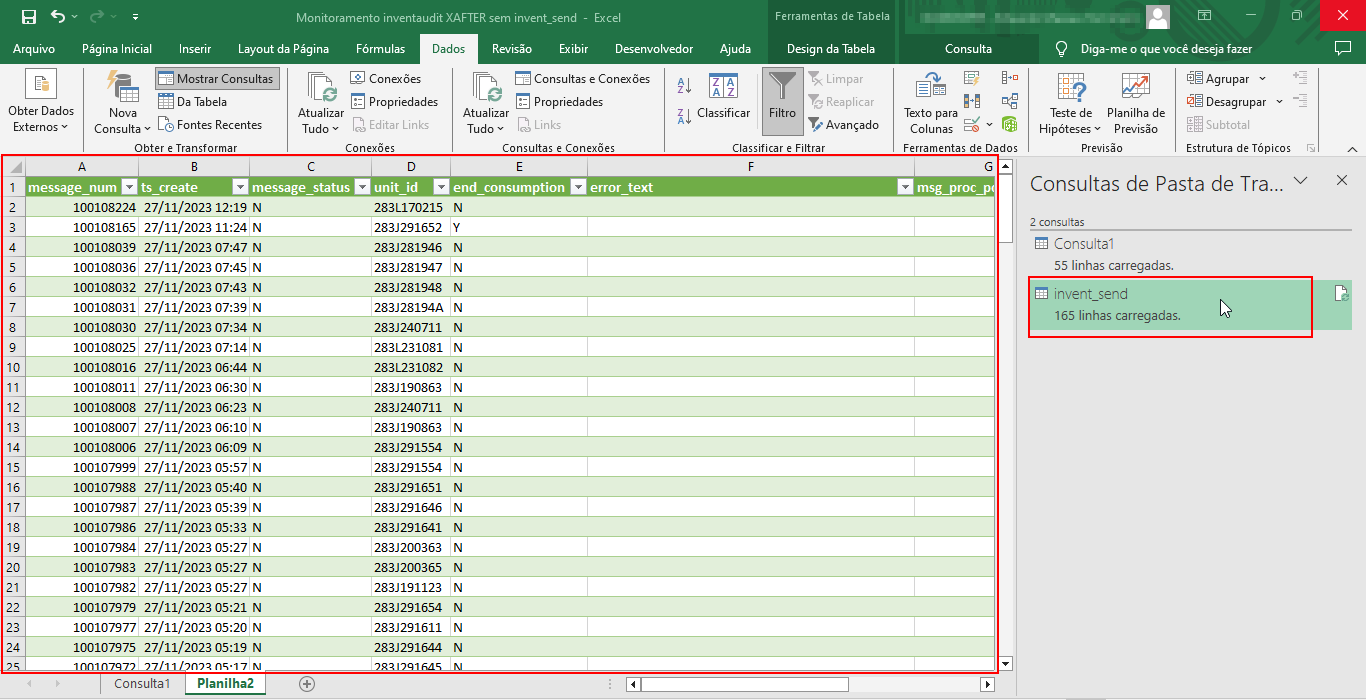 Monitoramento inventaudit XAFTER sem invent_send - Excel
Ferramentas de Tabela
Arquivo Página Inicial Inserir Layout da Página Fórmulas Dados Revisão Exibir Desenvolvedor Ajuda Design da Tabela Consulta Diga-me o que você deseja fazer
Obter Dados Externos
Nova Consulta
Mostrar Consultas
Da Tabela
Fontes Recentes
Obter e Transformar
Atualizar Tudo
Conexões
Propriedades
Editar Links
Conexões
Atualizar Tudo
Consultas e Conexões
Propriedades
Links
Consultas e Conexões
Classificar
Filtro
Limpar
Reaplicar
Avançado
Classificar e Filtrar
Texto para Colunas
Ferramentas de Dados
Teste de Hipóteses
Planilha de Previsão
Previsão
Agrupar
Desagrupar
Subtotal
Estrutura de Tópicos
A B C D E F G
1 message_num ts_create message_status unit_id end_consumption error_text msg_proc_po
2 100108224 27/11/2023 12:19 N 283L170215 N
3 100108165 27/11/2023 11:24 N 283J291652 Y
4 100108039 27/11/2023 07:47 N 283J281946 N
5 100108036 27/11/2023 07:45 N 283J281947 N
6 100108032 27/11/2023 07:43 N 283J281948 N
7 100108031 27/11/2023 07:39 N 283J28194A N
8 100108030 27/11/2023 07:34 N 283J240711 N
9 100108025 27/11/2023 07:14 N 283L231081 N
10 100108016 27/11/2023 06:44 N 283L231082 N
11 100108011 27/11/2023 06:30 N 283J190863 N
12 100108008 27/11/2023 06:23 N 283J240711 N
13 100108007 27/11/2023 06:10 N 283J190863 N
14 100108006 27/11/2023 06:09 N 283J291554 N
15 100107999 27/11/2023 05:57 N 283J291554 N
16 100107988 27/11/2023 05:40 N 283J291651 N
17 100107987 27/11/2023 05:39 N 283J291646 N
18 100107986 27/11/2023 05:33 N 283J291641 N
19 100107984 27/11/2023 05:27 N 283J200363 N
20 100107983 27/11/2023 05:27 N 283J200365 N
21 100107982 27/11/2023 05:27 N 283J191123 N
22 100107979 27/11/2023 05:21 N 283J291654 N
23 100107977 27/11/2023 05:20 N 283J291611 N
24 100107975 27/11/2023 05:19 N 283J291644 N
25 100107972 27/11/2023 05:17 N 283J291645 N
Consulta1 Planilha2
Consultas de Pasta de Tra...
2 consultas
Consulta1
55 linhas carregadas.
invent_send
165 linhas carregadas.